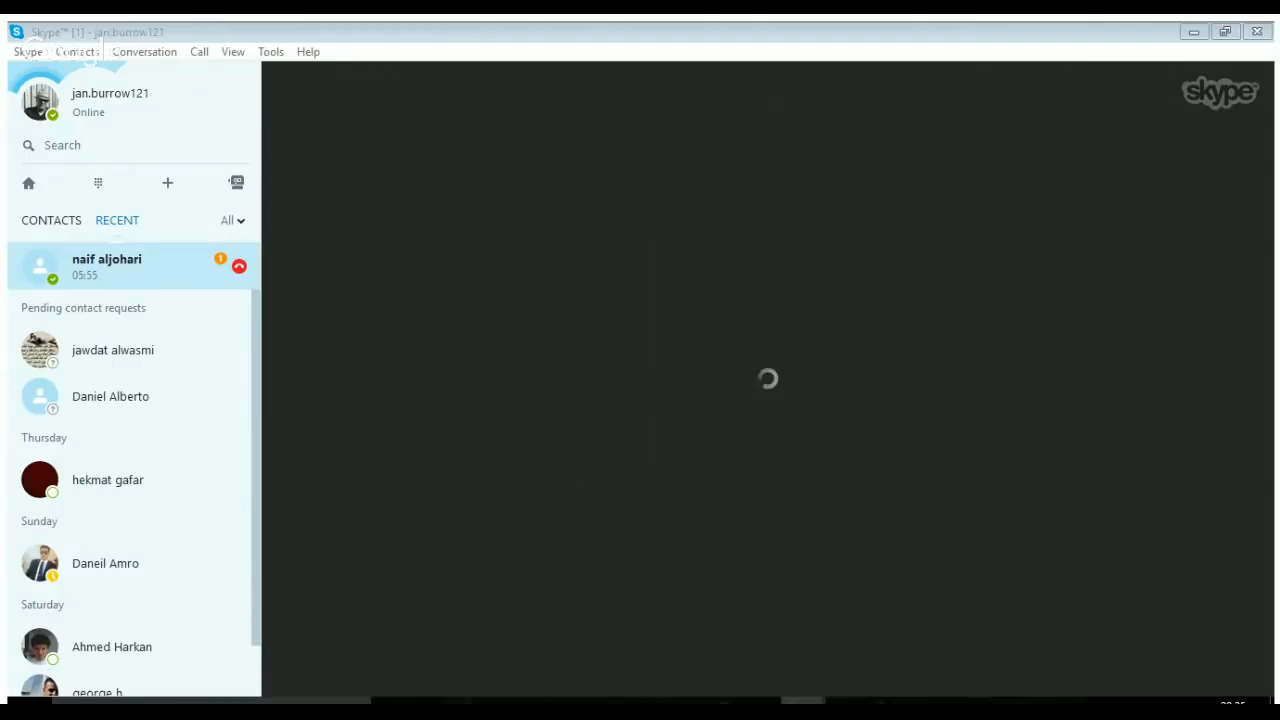 Skype™ [1] - jan.burrow121
Skype Contacts Conversation Call View Tools Help
skype
jan.burrow121
Online
Search
CONTACTS RECENT All
naif aljohari 1
05:55
Pending contact requests
jawdat alwasmi
Daniel Alberto
Thursday
hekmat gafar
Sunday
Daneil Amro
Saturday
Ahmed Harkan
george h